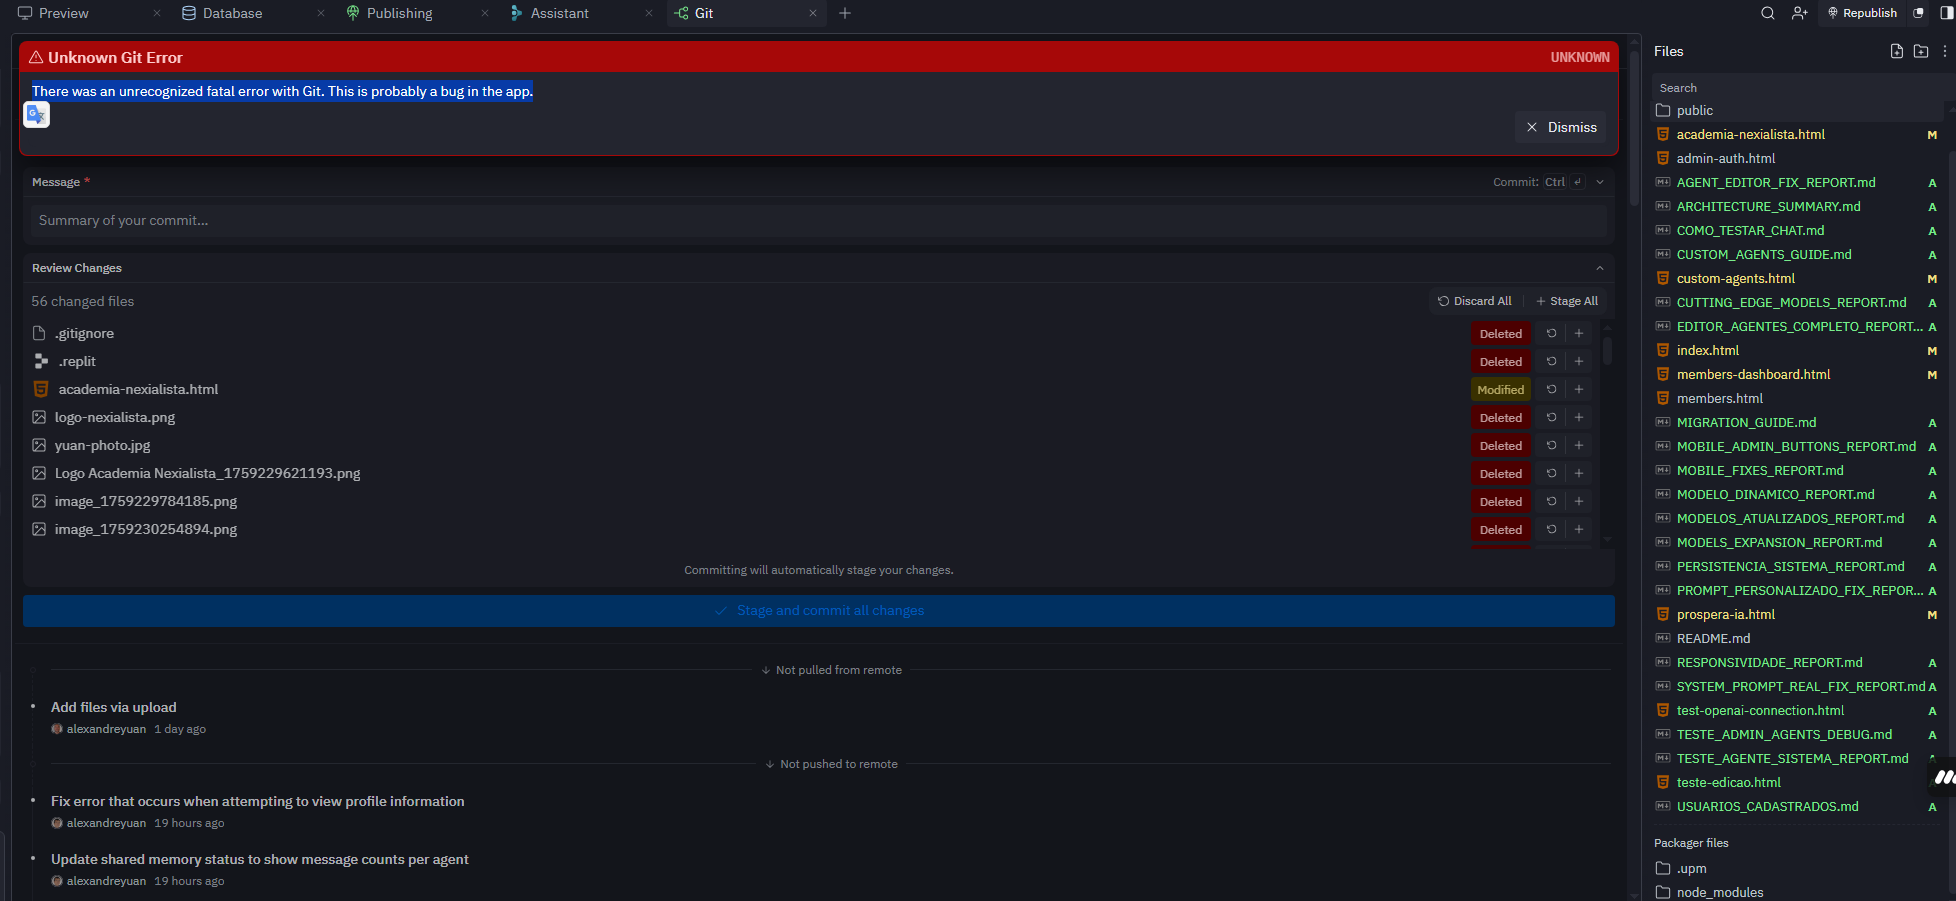 Preview
Database
Publishing
Assistant
Git
Republish
Unknown Git Error
UNKNOWN
There was an unrecognized fatal error with Git. This is probably a bug in the app.
Dismiss
Message *
Commit: Ctrl
Summary of your commit...
Review Changes
56 changed files
Discard All
Stage All
.gitignore
Deleted
.replit
Deleted
academia-nexialista.html
Modified
logo-nexialista.png
Deleted
yuan-photo.jpg
Deleted
Logo Academia Nexialista_1759229621193.png
Deleted
image_1759229784185.png
Deleted
image_1759230254894.png
Deleted
Committing will automatically stage your changes.
Stage and commit all changes
Not pulled from remote
Add files via upload
alexandreyuan 1 day ago
Not pushed to remote
Fix error that occurs when attempting to view profile information
alexandreyuan 19 hours ago
Update shared memory status to show message counts per agent
alexandreyuan 19 hours ago
Files
Search
public
academia-nexialista.html M
admin-auth.html
AGENT_EDITOR_FIX_REPORT.md A
ARCHITECTURE_SUMMARY.md A
COMO_TESTAR_CHAT.md A
CUSTOM_AGENTS_GUIDE.md A
custom-agents.html M
CUTTING_EDGE_MODELS_REPORT.md A
EDITOR_AGENTES_COMPLETO_REPORT... A
index.html M
members-dashboard.html M
members.html
MIGRATION_GUIDE.md A
MOBILE_ADMIN_BUTTONS_REPORT.md A
MOBILE_FIXES_REPORT.md A
MODELO_DINAMICO_REPORT.md A
MODELOS_ATUALIZADOS_REPORT.md A
MODELS_EXPANSION_REPORT.md A
PERSISTENCIA_SISTEMA_REPORT.md A
PROMPT_PERSONALIZADO_FIX_REPOR... A
prospera-ia.html M
README.md
RESPONSIVIDADE_REPORT.md A
SYSTEM_PROMPT_REAL_FIX_REPORT.md A
test-openai-connection.html A
TESTE_ADMIN_AGENTS_DEBUG.md A
TESTE_AGENTE_SISTEMA_REPORT.md A
teste-edicao.html
USUARIOS_CADASTRADOS.md A
Packager files
.upm
node_modules